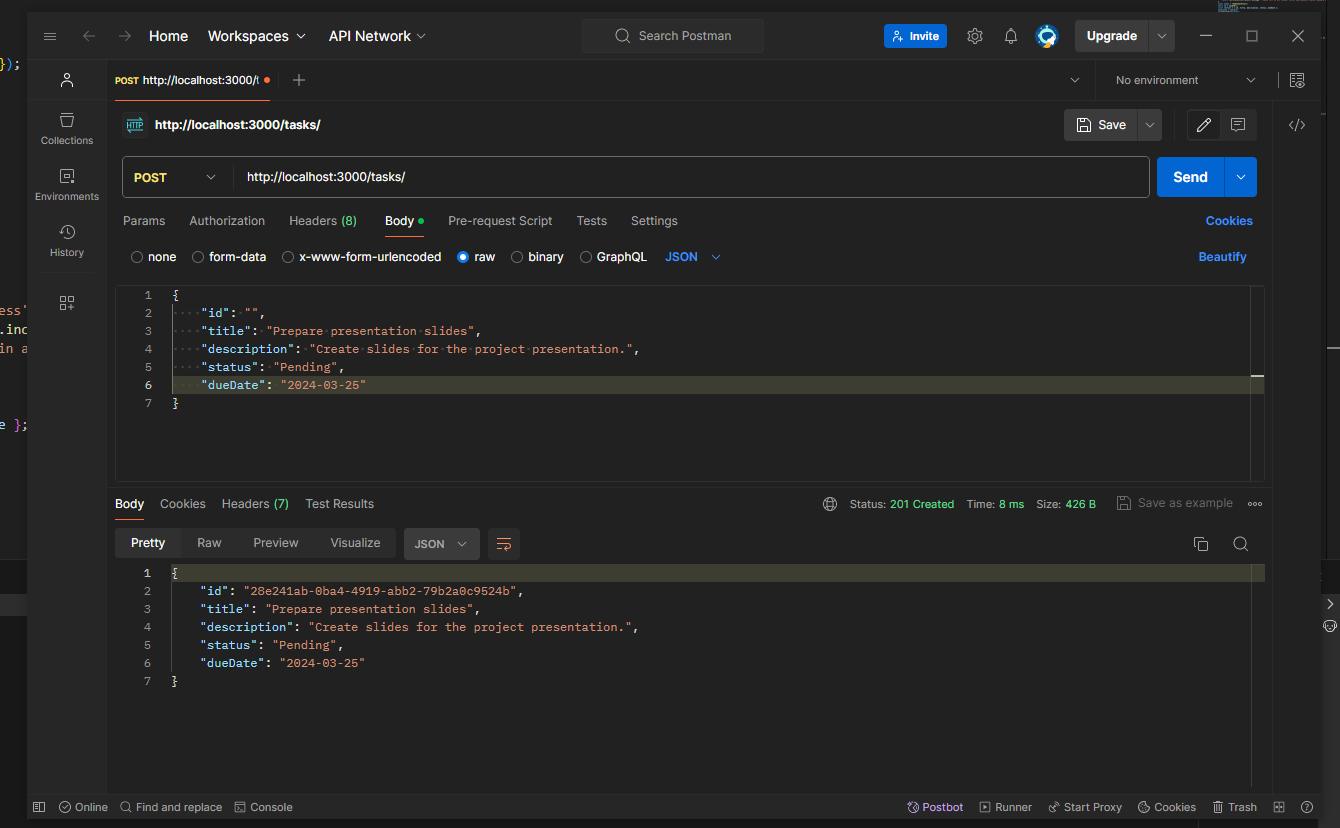 Home Workspaces API Network Search Postman Invite Upgrade
});
POST http://localhost:3000/t No environment
HTTP http://localhost:3000/tasks/ Save
Collections
POST http://localhost:3000/tasks/ Send
Environments
Params Authorization Headers (8) Body Pre-request Script Tests Settings Cookies
History
none form-data x-www-form-urlencoded raw binary GraphQL JSON Beautify
1 {
2 "id": "",
3 "title": "Prepare presentation slides",
4 "description": "Create slides for the project presentation.",
5 "status": "Pending",
6 "dueDate": "2024-03-25"
7 }
ess'
.inc
in a
e };
Body Cookies Headers (7) Test Results Status: 201 Created Time: 8 ms Size: 426 B Save as example
Pretty Raw Preview Visualize JSON
1 {
2 "id": "28e241ab-0ba4-4919-abb2-79b2a0c9524b",
3 "title": "Prepare presentation slides",
4 "description": "Create slides for the project presentation.",
5 "status": "Pending",
6 "dueDate": "2024-03-25"
7 }
Online Find and replace Console Postbot Runner Start Proxy Cookies Trash